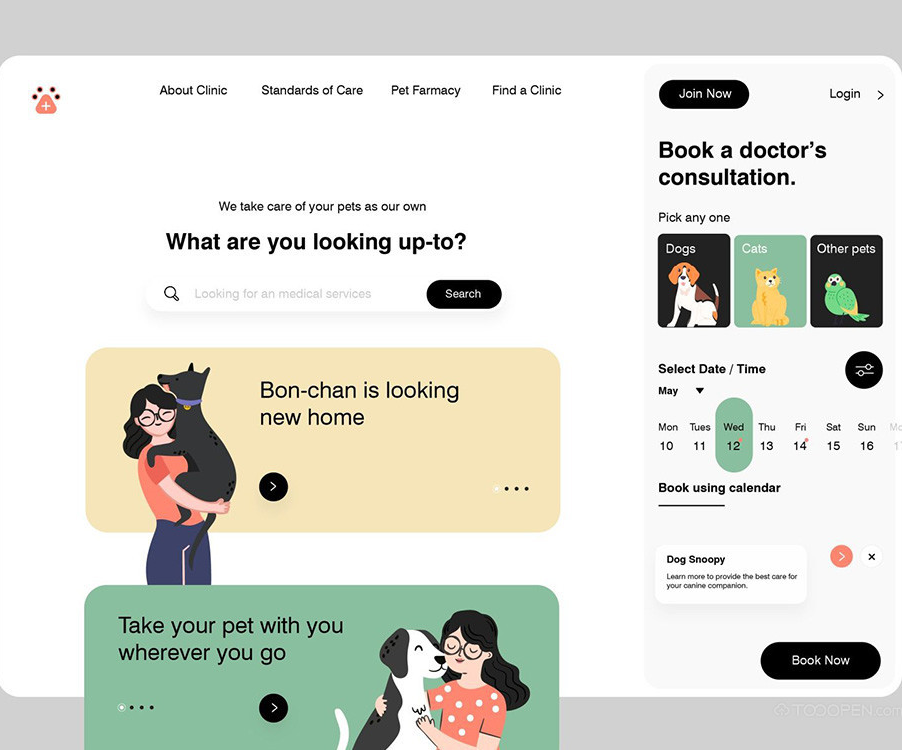 About Clinic
Standards of Care
Pet Farmacy
Find a Clinic
We take care of your pets as our own
What are you looking up-to?
Looking for an medical services
Search
Bon-chan is looking
new home
Take your pet with you
wherever you go
Join Now
Login
Book a doctor's
consultation.
Pick any one
Dogs
Cats
Other pets
Select Date / Time
May
Mon Tues Wed Thu Fri Sat Sun
10 11 12 13 14 15 16
Book using calendar
Dog Snoopy
Learn more to provide the best care for
your canine companion.
Book Now
TOOOPEN.com